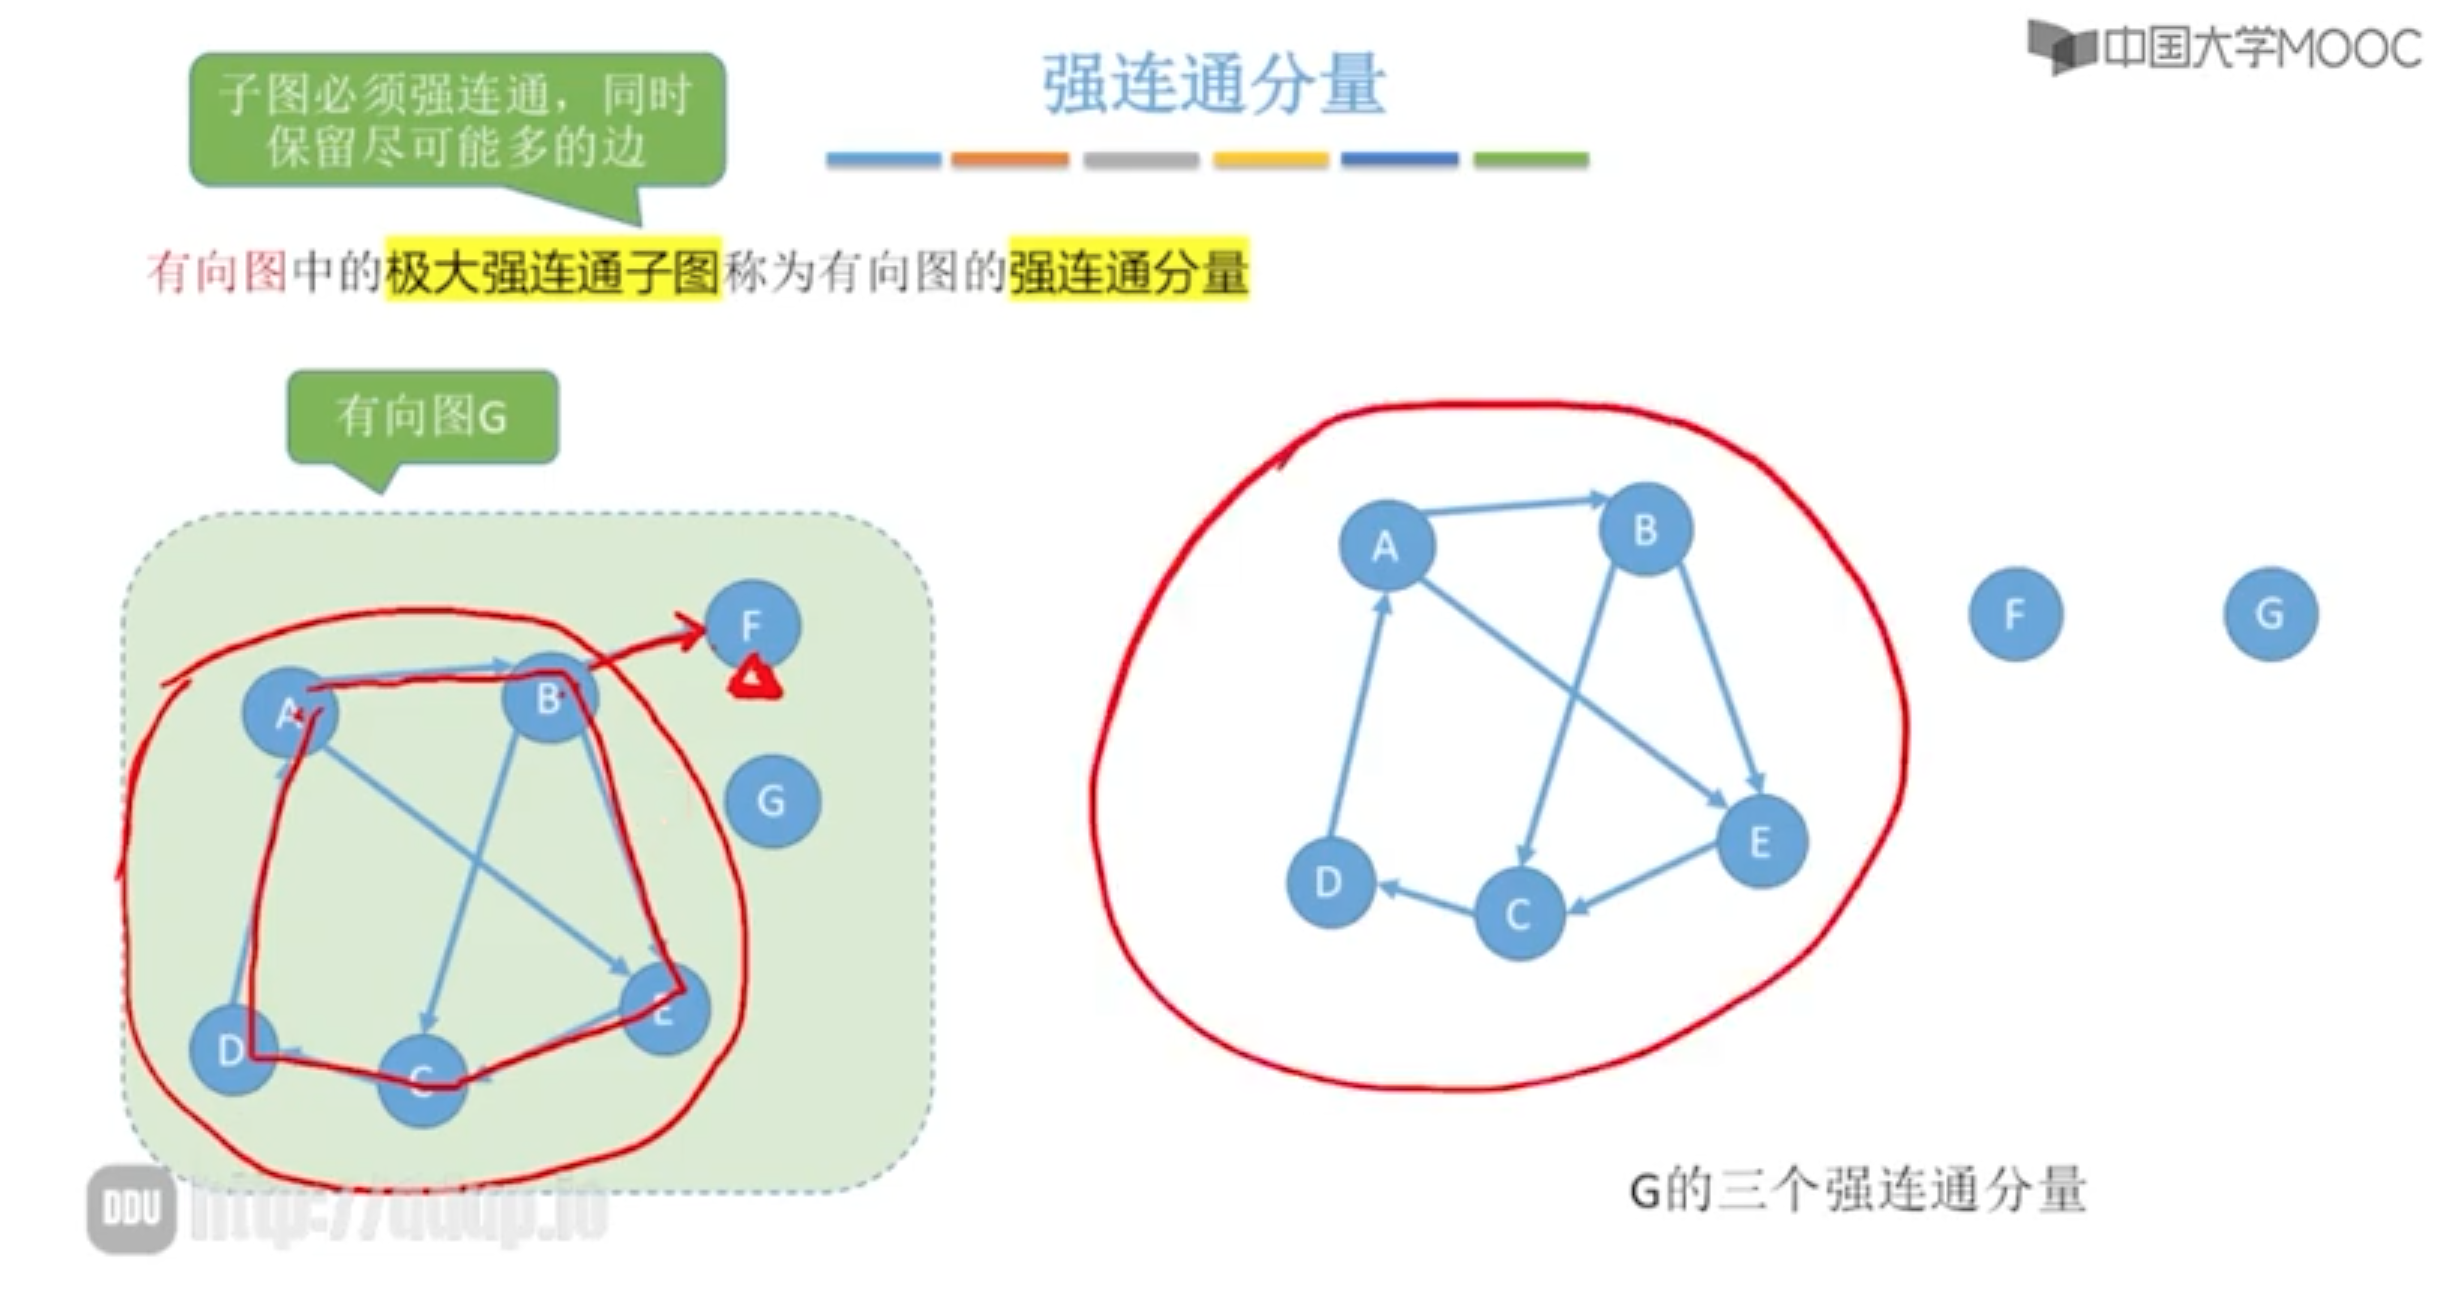 中国大学MOOC
强连通分量
子图必须强连通，同时
保留尽可能多的边
有向图中的极大强连通子图称为有向图的强连通分量
有向图G
F
A
B
G
E
D
C
A
B
F
G
E
D
C
G的三个强连通分量
DDU